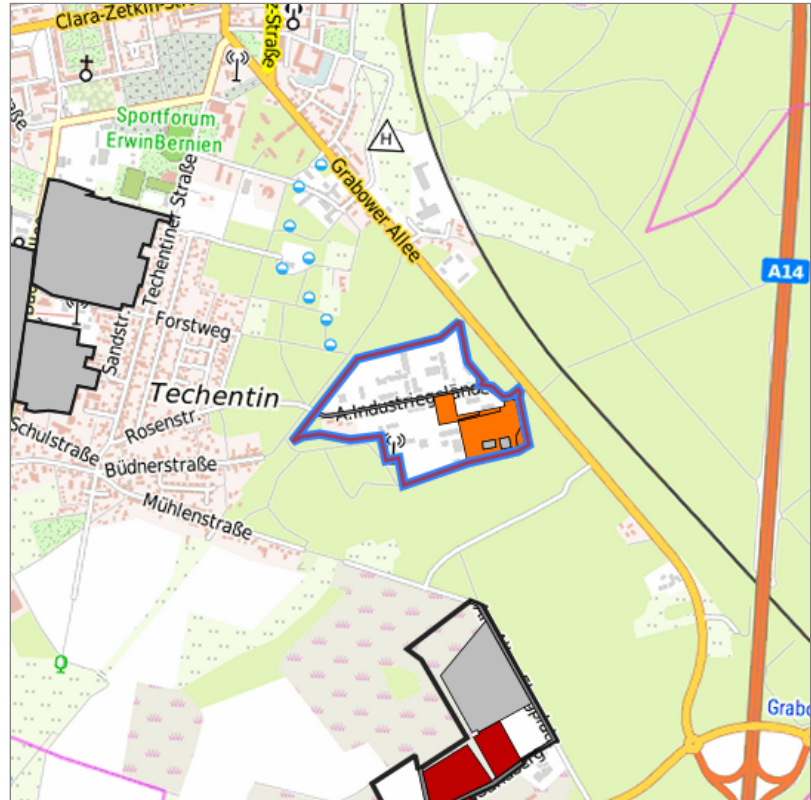 Clara-Zetkin-Str
z-Straße
Sportforum
ErwinBernien
H
Grabower Allee
Techentiner Straße
A14
Forstweg
Sandstr.
Techentin
A.Industriegelände
Rosenstr.
Schulstraße
Büdnerstraße
Mühlenstraße
Grabo